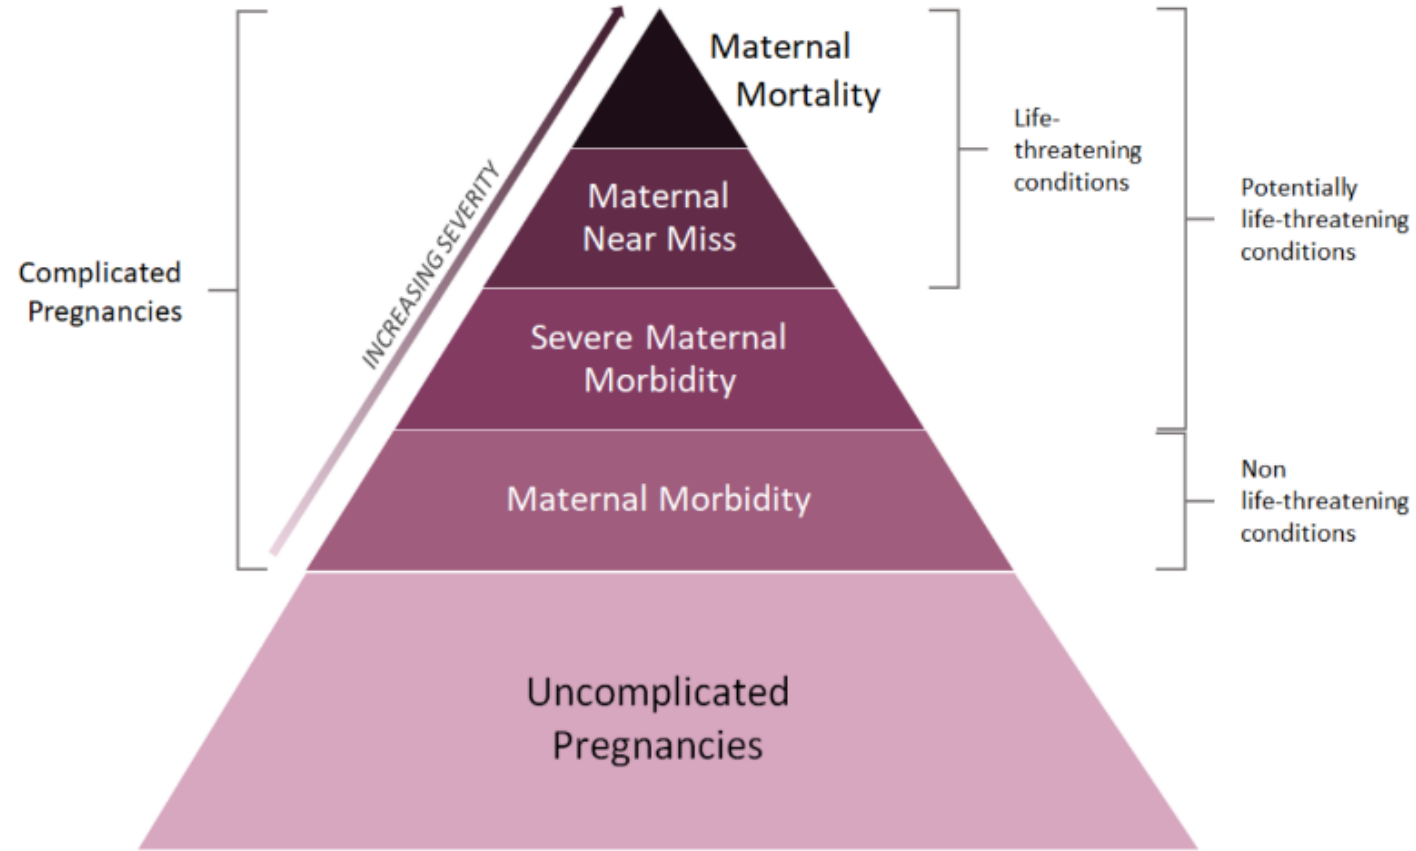 Maternal
Mortality
Life-
threatening
conditions
Maternal
Near Miss
Potentially
life-threatening
conditions
INCREASING SEVERITY
Complicated
Pregnancies
Severe Maternal
Morbidity
Maternal Morbidity
Non
life-threatening
conditions
Uncomplicated
Pregnancies